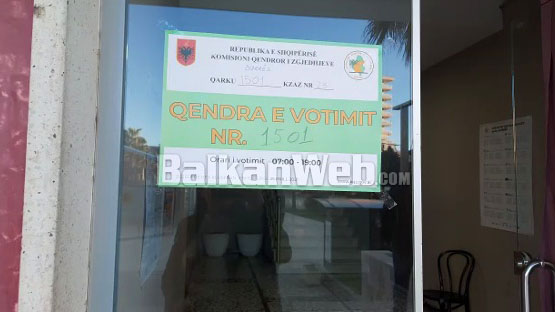 REPUBLIKA E SHQIPËRISË
KOMISIONI QENDROR I ZGJEDHJEVE
QARKU 1501 KZAZ NR
QENDRA E VOTIMIT
NR. 1501
Orari i votimit - 07:00 - 19:00
BalkanWeb.COM